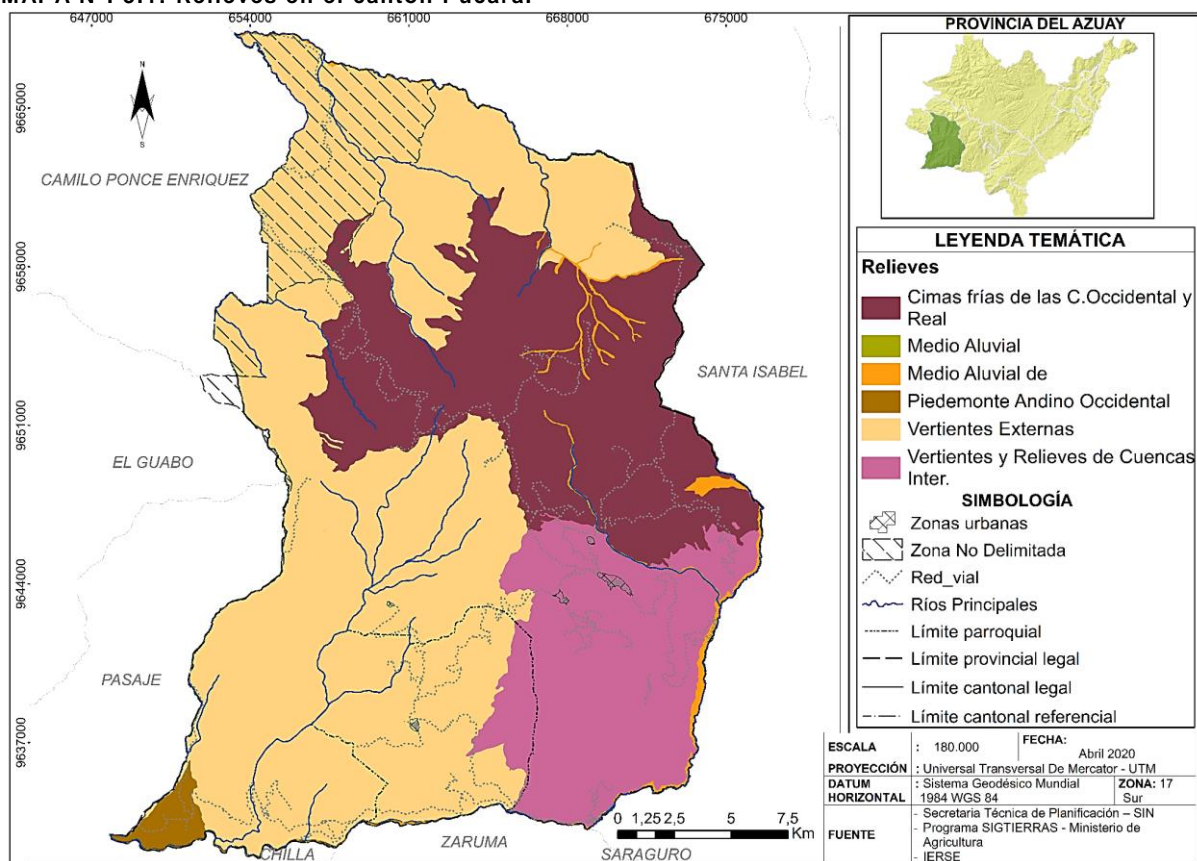 MAPA N°
Relieves en el cantón Pucará.
647000
654000
661000
668000
675000
9665000
9658000
9651000
9644000
9637000
N
S
CAMILO PONCE ENRIQUEZ
SANTA ISABEL
EL GUABO
PASAJE
CHILLA
ZARUMA
SARAGURO
0 1,25 2,5 5 7,5
Km
PROVINCIA DEL AZUAY
LEYENDA TEMÁTICA
Relieves
Cimas frías de las C.Occidental y
Real
Medio Aluvial
Medio Aluvial de
Piedemonte Andino Occidental
Vertientes Externas
Vertientes y Relieves de Cuencas
Inter.
SIMBOLOGÍA
Zonas urbanas
Zona No Delimitada
Red_vial
Ríos Principales
Límite parroquial
Límite provincial legal
Límite cantonal legal
Límite cantonal referencial
ESCALA : 180.000 FECHA:
Abril 2020
PROYECCIÓN : Universal Transversal De Mercator - UTM
DATUM : Sistema Geodésico Mundial ZONA: 17
HORIZONTAL 1984 WGS 84 Sur
FUENTE
- Secretaria Técnica de Planificación – SIN
- Programa SIGTIERRAS - Ministerio de
Agricultura
- IERSE